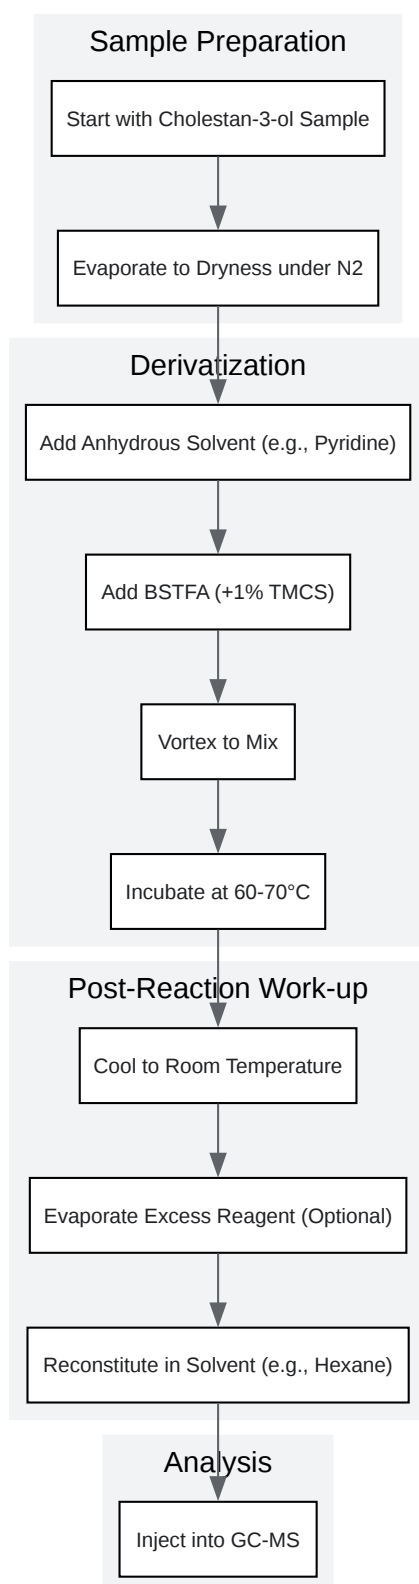 Sample Preparation
Start with Cholestan-3-ol Sample
Evaporate to Dryness under N2
Derivatization
Add Anhydrous Solvent (e.g., Pyridine)
Add BSTFA (+1% TMCS)
Vortex to Mix
Incubate at 60-70°C
Post-Reaction Work-up
Cool to Room Temperature
Evaporate Excess Reagent (Optional)
Reconstitute in Solvent (e.g., Hexane)
Analysis
Inject into GC-MS